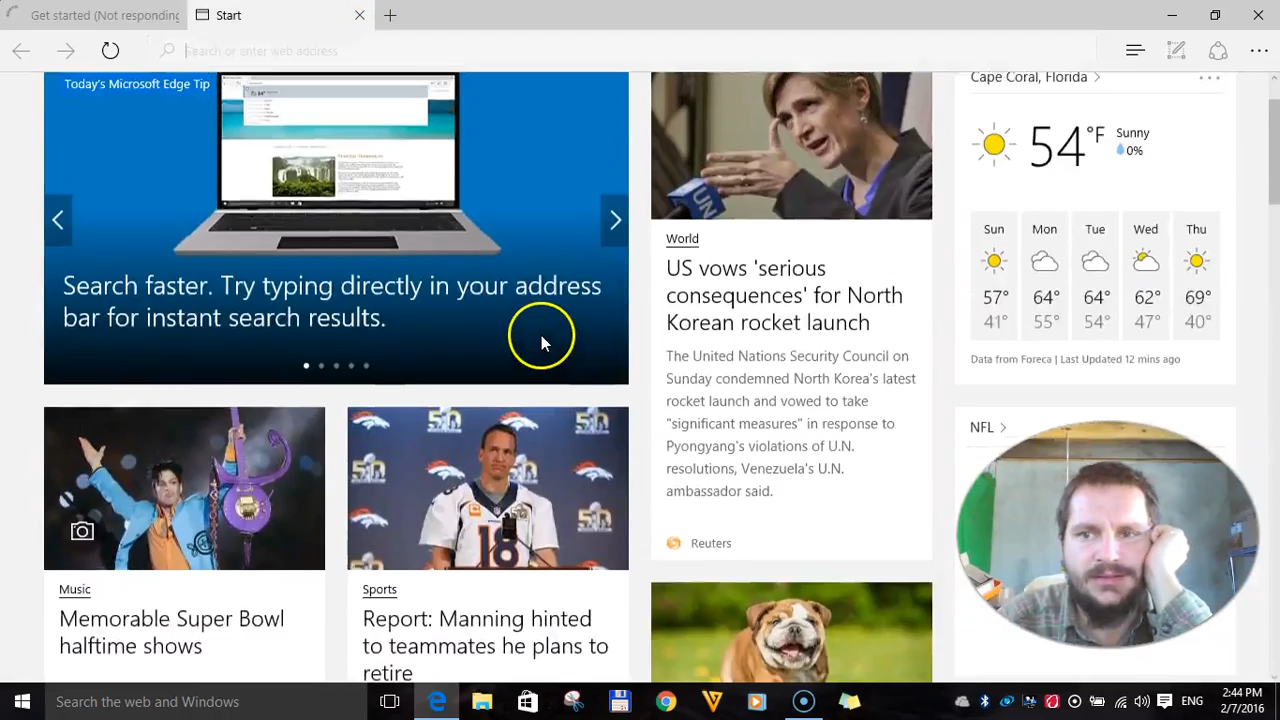 Get started (Not responding)
Start
Search or enter web address
Today's Microsoft Edge Tip
Search faster. Try typing directly in your address
bar for instant search results.
Music
Memorable Super Bowl
halftime shows
Sports
Report: Manning hinted
to teammates he plans to
retire
18
UN
World
US vows 'serious
consequences' for North
Korean rocket launch
The United Nations Security Council on
Sunday condemned North Korea's latest
rocket launch and vowed to take
"significant measures" in response to
Pyongyang's violations of U.N.
resolutions, Venezuela's U.N.
ambassador said.
Reuters
Cape Coral, Florida
54°F
Sunny
0%
Sun Mon Tue Wed Thu
57° 64° 64° 62° 69°
41° 55° 54° 47° 40°
Data from Foreca | Last Updated 12 mins ago
NFL
Search the web and Windows
ENG
2:44 PM
2/7/2016